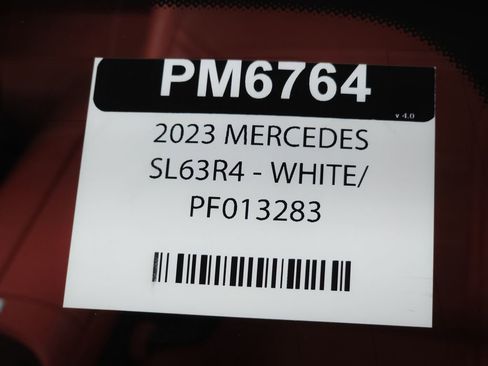 PM6764
v 4.0
2023 MERCEDES
SL63R4 - WHITE/
PF013283